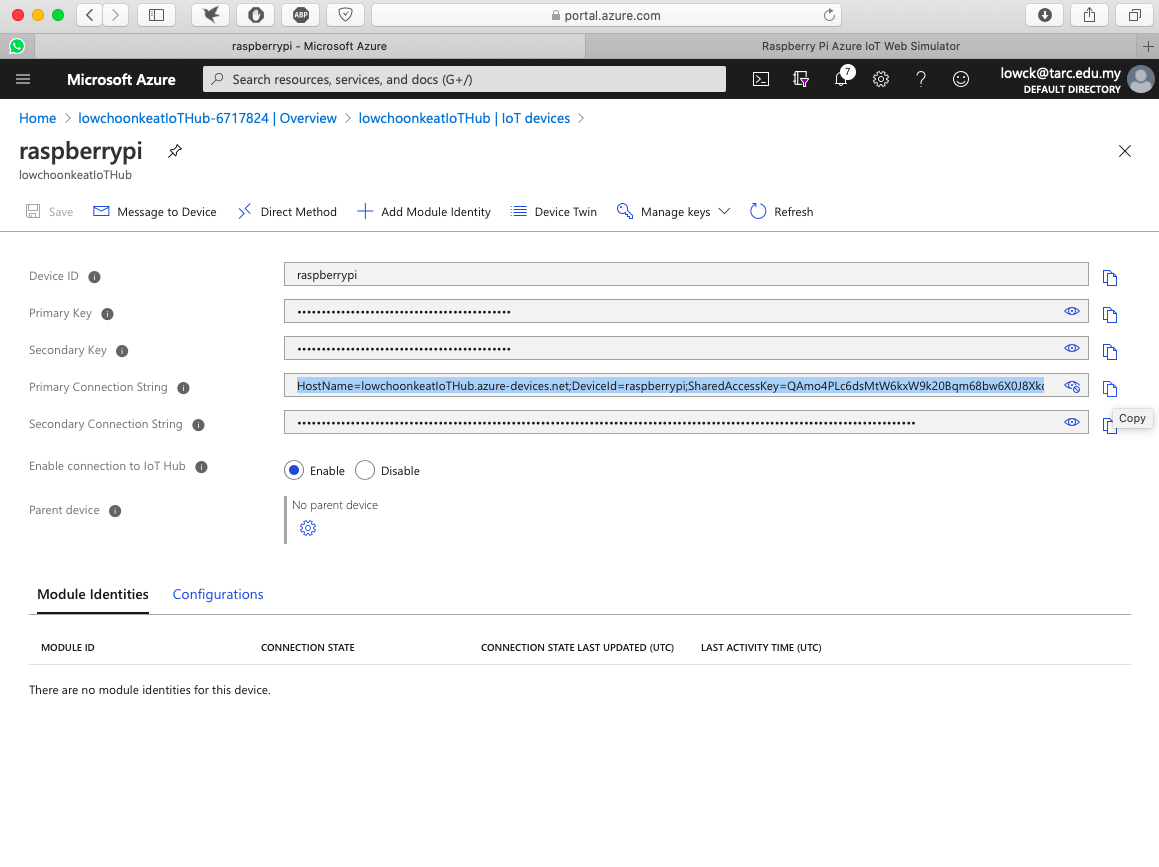 portal.azure.com
raspberrypi - Microsoft Azure
Raspberry Pi Azure IoT Web Simulator
Microsoft Azure
Search resources, services, and docs (G+/)
7
lowck@tarc.edu.my
DEFAULT DIRECTORY
Home > lowchoonkeatIoTHub-6717824 | Overview > lowchoonkeatIoTHub | IoT devices >
raspberrypi
lowchoonkeatIoTHub
Save Message to Device Direct Method Add Module Identity Device Twin Manage keys Refresh
Device ID raspberrypi
Primary Key
Secondary Key
Primary Connection String HostName=lowchoonkeatIoTHub.azure-devices.net;DeviceId=raspberrypi;SharedAccessKey=QAmo4PLc6dsMtW6kxW9k20Bqm68bw6X0J8Xk
Copy
Secondary Connection String
Enable connection to IoT Hub Enable Disable
Parent device No parent device
Module Identities Configurations
MODULE ID CONNECTION STATE CONNECTION STATE LAST UPDATED (UTC) LAST ACTIVITY TIME (UTC)
There are no module identities for this device.
ABP